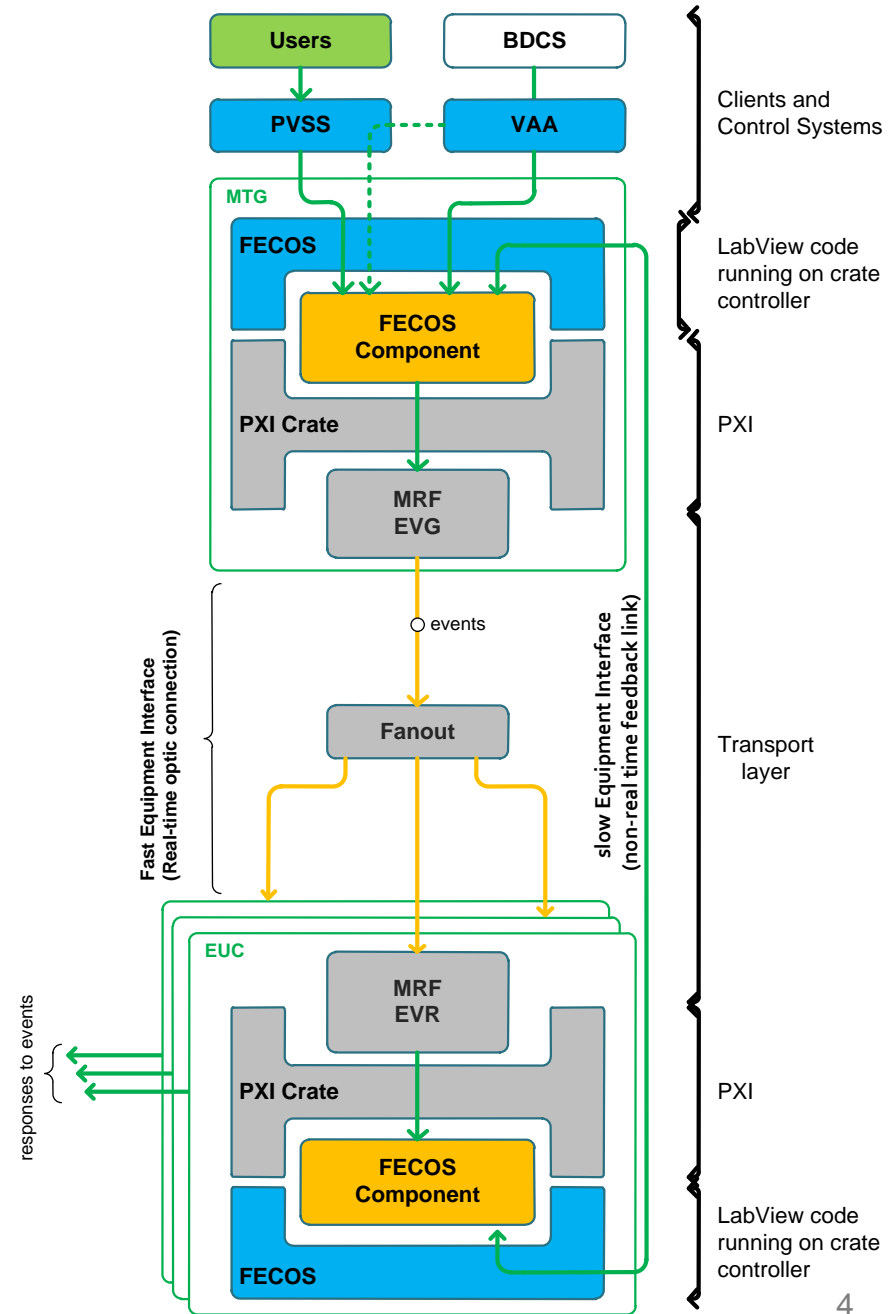 Users
BDCS
PVSS
VAA
Clients and
Control Systems
MTG
FECOS
LabView code
running on crate
controller
FECOS
Component
PXI Crate
PXI
MRF
EVG
events
Fast Equipment Interface
(Real-time optic connection)
slow Equipment Interface
(non-real time feedback link)
Fanout
Transport
layer
EUC
MRF
EVR
responses to events
PXI Crate
PXI
FECOS
Component
FECOS
LabView code
running on crate
controller
4